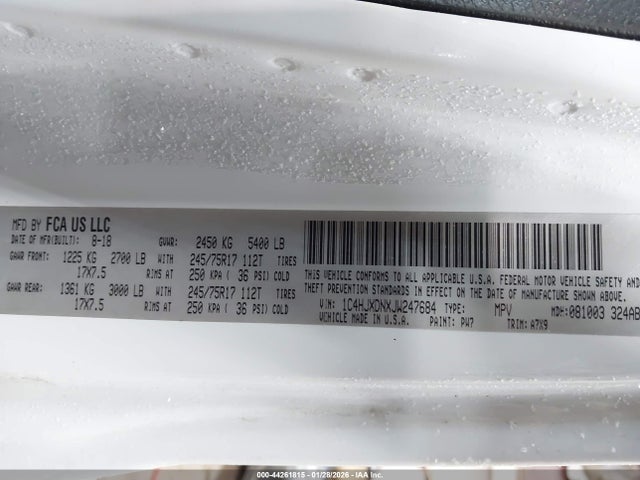 MFD BY FCA US LLC
DATE OF MFR(BUILT): 8-18 GVWR: 2450 KG 5400 LB
GAWR FRONT: 1225 KG 2700 LB WITH 245/75R17 112T TIRES
17X7.5 RIMS AT 250 KPA ( 36 PSI) COLD
GAWR REAR: 1361 KG 3000 LB WITH 245/75R17 112T TIRES
17X7.5 RIMS AT 250 KPA ( 36 PSI) COLD
THIS VEHICLE CONFORMS TO ALL APPLICABLE U.S.A. FEDERAL MOTOR VEHICLE SAFETY
THEFT PREVENTION STANDARDS IN EFFECT ON THE DATE OF MANUFACTURE SHOWN ABOVE
VIN: 1C4HJXDNXJW247684 TYPE: MPV MDH: 081003 324AB
VEHICLE MADE IN U.S.A. PAINT: PW7 TRIM: A7X9
000-44261815 - 01/28/2026 - IAA Inc. Copyright